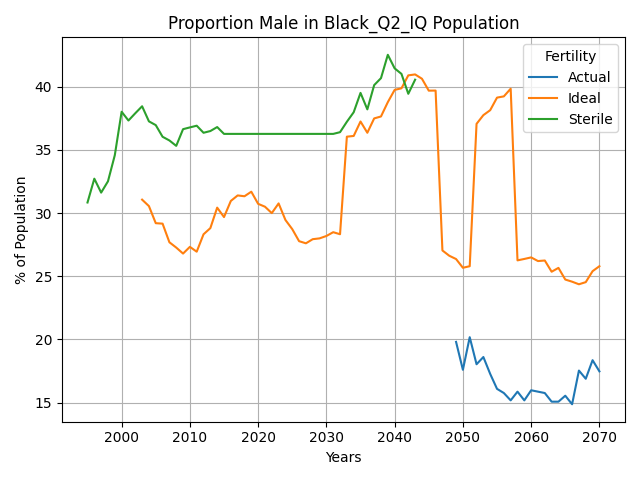 Proportion Male in Black_Q2_IQ Population
Fertility
Actual
Ideal
Sterile
% of Population
40
35
30
25
20
15
2000 2010 2020 2030 2040 2050 2060 2070
Years